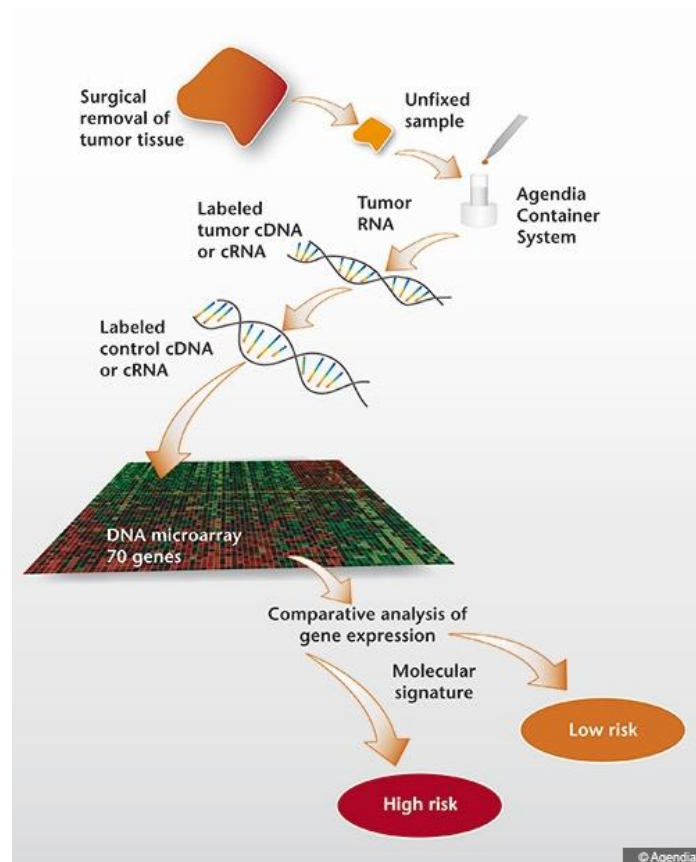 Surgical
removal of
tumor tissue
Unfixed
sample
Agendia
Container
System
Tumor
RNA
Labeled
tumor cDNA
or cRNA
Labeled
control cDNA
or cRNA
DNA microarray
70 genes
Comparative analysis of
gene expression
Molecular
signature
Low risk
High risk
© Agendia